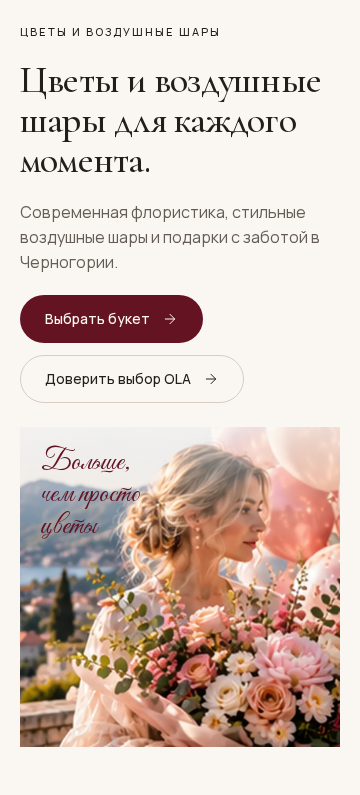 ЦВЕТЫ И ВОЗДУШНЫЕ ШАРЫ
Цветы и воздушные
шары для каждого
момента.
Современная флористика, стильные
воздушные шары и подарки с заботой в
Черногории.
Выбрать букет →
Доверить выбор OLA →
Больше,
чем просто
цветы